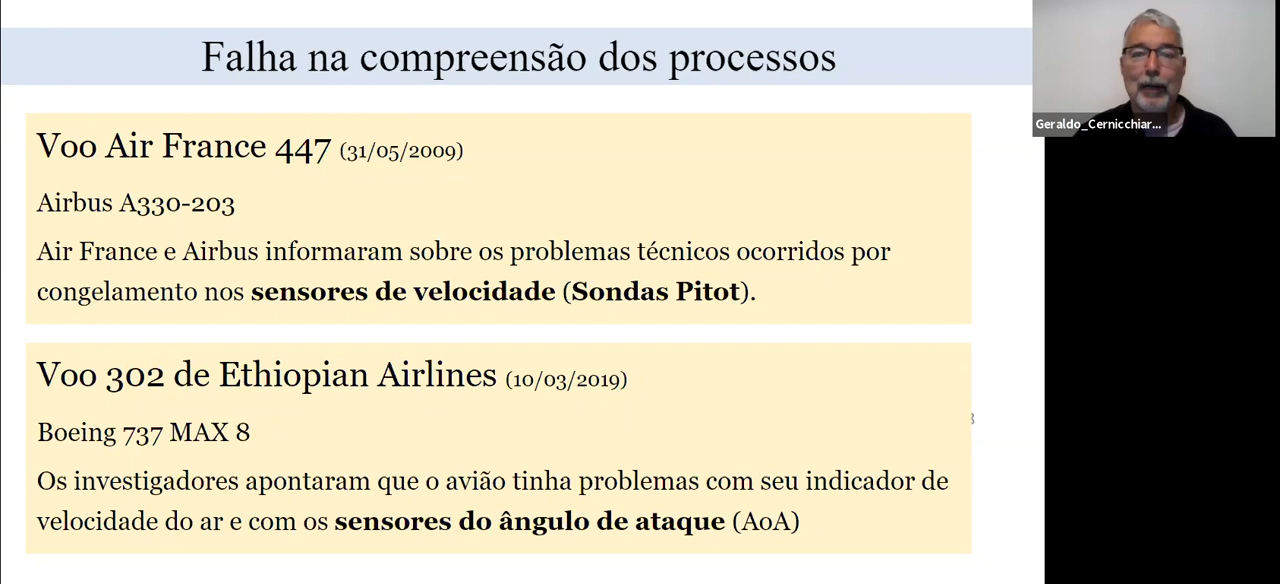 Falha na compreensão dos processos
Geraldo_Cernicchiar...
Voo Air France 447 (31/05/2009)
Airbus A330-203
Air France e Airbus informaram sobre os problemas técnicos ocorridos por
congelamento nos sensores de velocidade (Sondas Pitot).
Voo 302 de Ethiopian Airlines (10/03/2019)
Boeing 737 MAX 8
Os investigadores apontaram que o avião tinha problemas com seu indicador de
velocidade do ar e com os sensores do ângulo de ataque (AoA)